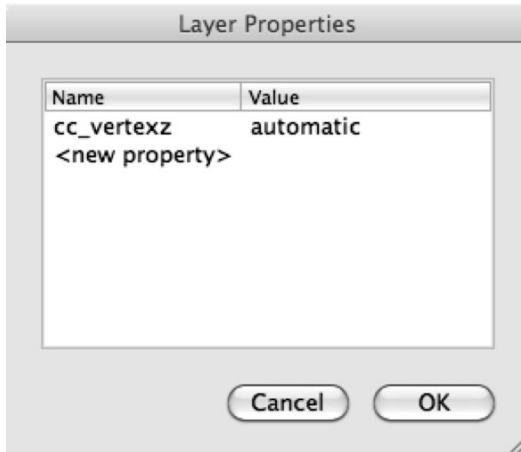 Layer Properties
Name Value
cc_vertexz automatic
<new property>
Cancel OK